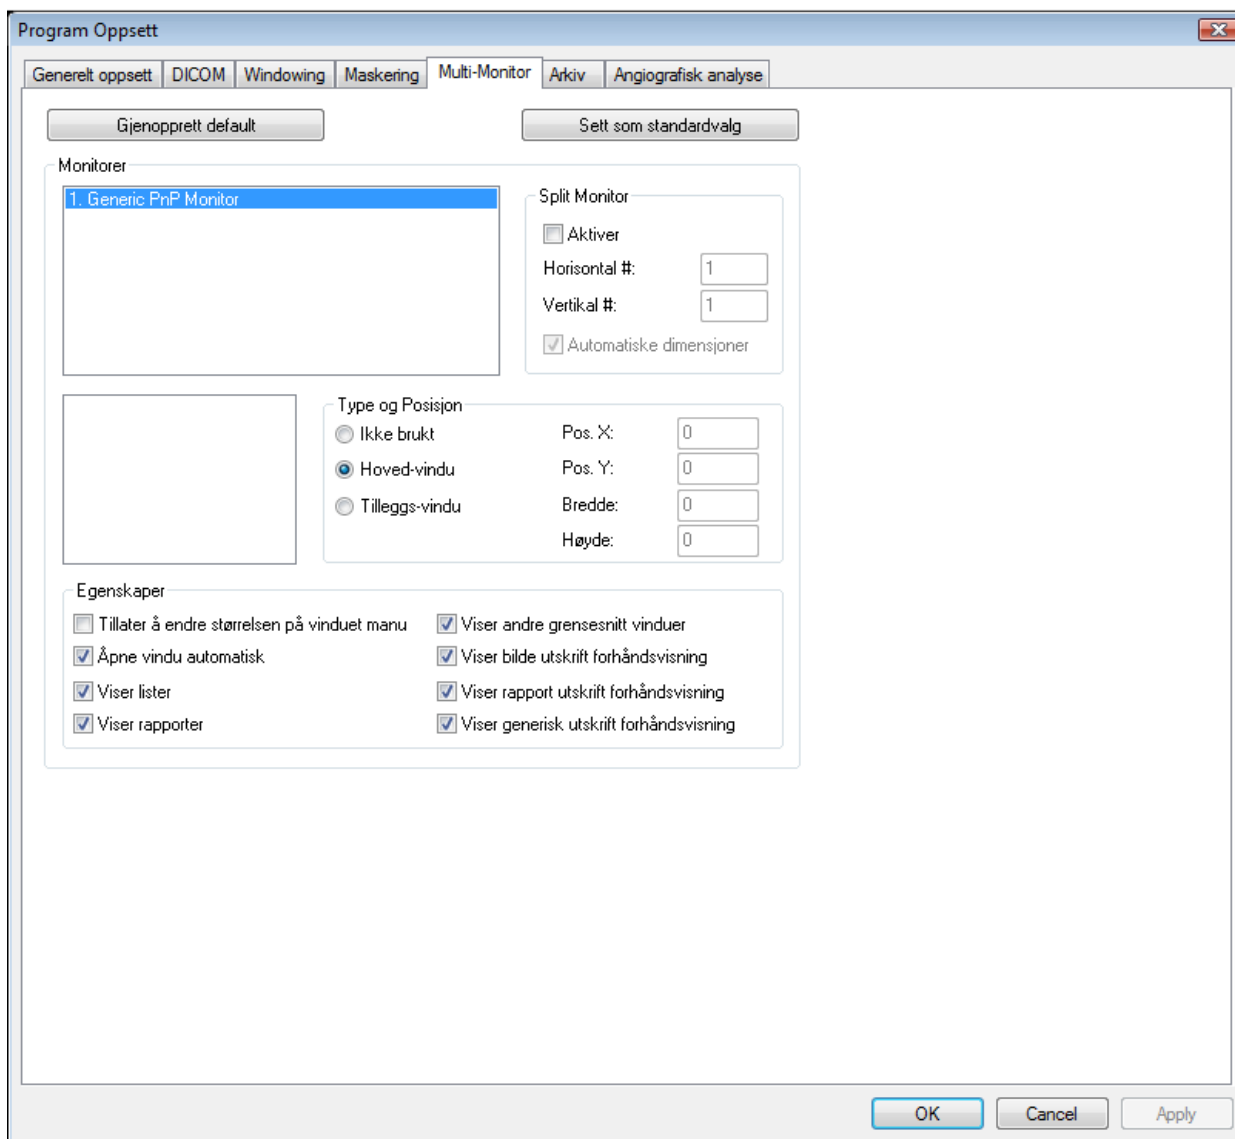 Program Oppsett
Generelt oppsett DICOM Windowing Maskering Multi-Monitor Arkiv Angiografisk analyse
Gjenopprett default Sett som standardvalg
Monitorer
1. Generic PnP Monitor
Split Monitor
Aktiver
Horisontal #: 1
Vertikal #: 1
Automatiske dimensjoner
Type og Posisjon
Ikke brukt Pos. X: 0
Hoved-vindu Pos. Y: 0
Tilleggs-vindu Bredde: 0
Høyde: 0
Egenskaper
Tillater å endre størrelsen på vinduet manu Viser andre grensesnitt vinduer
Åpne vindu automatisk Viser bilde utskrift forhåndsvisning
Viser lister Viser rapport utskrift forhåndsvisning
Viser rapporter Viser generisk utskrift forhåndsvisning
OK Cancel Apply